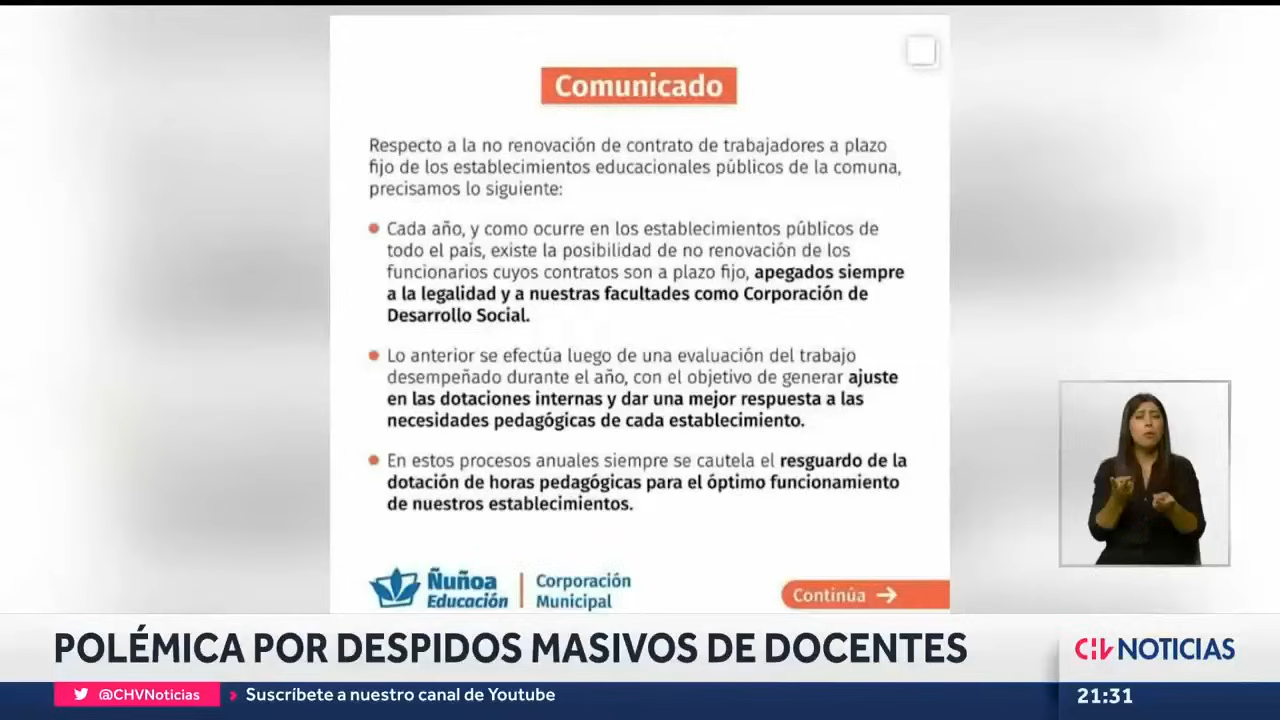 Comunicado
Respecto a la no renovación de contrato de trabajadores a plazo
fijo de los establecimientos educacionales públicos de la comuna,
precisamos lo siguiente:
Cada año, y como ocurre en los establecimientos públicos de
todo el país, existe la posibilidad de no renovación de los
funcionarios cuyos contratos son a plazo fijo, apegados siempre
a la legalidad y a nuestras facultades como Corporación de
Desarrollo Social.
Lo anterior se efectúa luego de una evaluación del trabajo
desempeñado durante el año, con el objetivo de generar ajuste
en las dotaciones internas y dar una mejor respuesta a las
necesidades pedagógicas de cada establecimiento.
En estos procesos anuales siempre se cautela el resguardo de la
dotación de horas pedagógicas para el óptimo funcionamiento
de nuestros establecimientos.
Ñuñoa
Educación
Corporación
Municipal
Continúa →
POLÉMICA POR DESPIDOS MASIVOS DE DOCENTES
CHV NOTICIAS
@CHVNoticias
Suscríbete a nuestro canal de Youtube
21:31